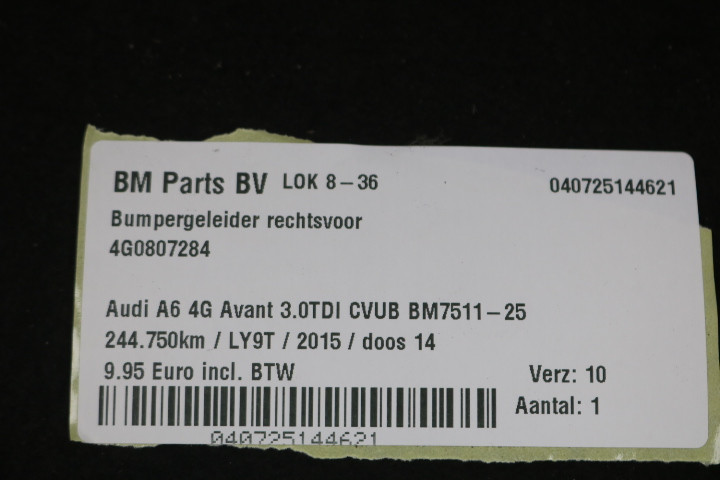 BM Parts BV LOK 8-36 040725144621
Bumpergeleider rechtsvoor
4G0807284
Audi A6 4G Avant 3.0TDI CVUB BM7511-25
244.750km / LY9T / 2015 / doos 14
9.95 Euro incl. BTW Verz: 10
Aantal: 1
040725144621